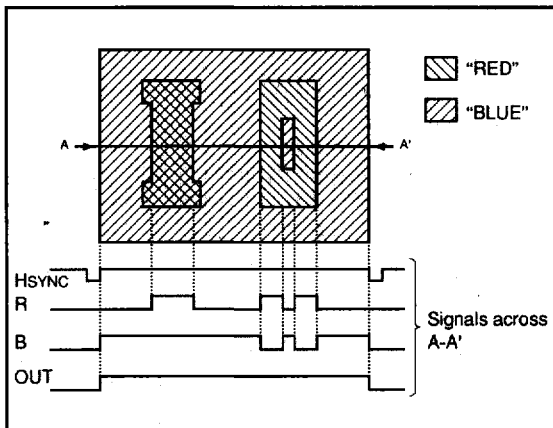 "RED"
"BLUE"
A
A'
HSYNC
R
B
OUT
Signals across
A-A'